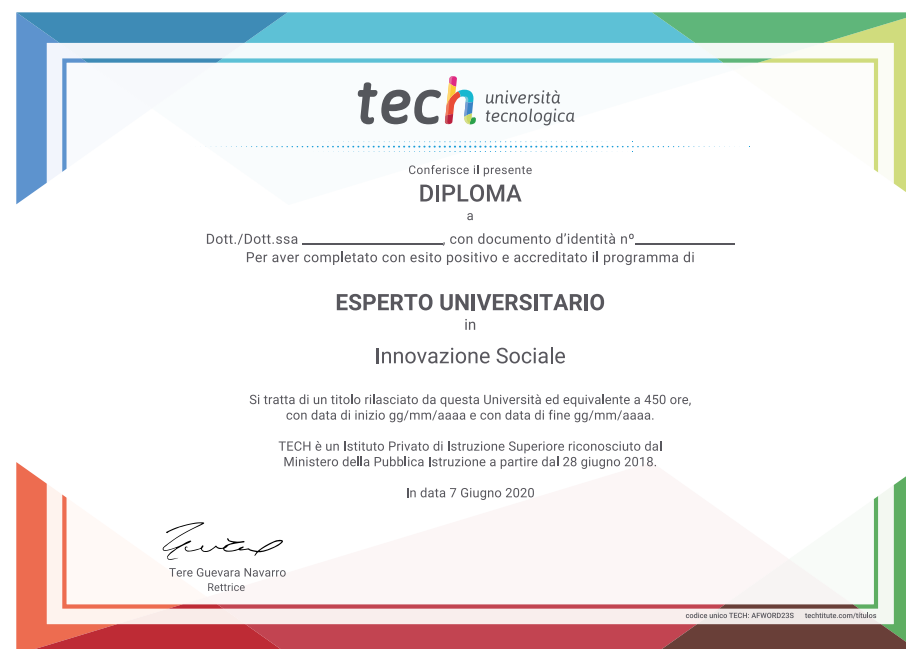 tech università
tecnologica
Conferisce il presente
DIPLOMA
a
Dott./Dott.ssa ____________________, con documento d'identità nº______________
Per aver completato con esito positivo e accreditato il programma di
ESPERTO UNIVERSITARIO
in
Innovazione Sociale
Si tratta di un titolo rilasciato da questa Università ed equivalente a 450 ore,
con data di inizio gg/mm/aaaa e con data di fine gg/mm/aaaa.
TECH è un Istituto Privato di Istruzione Superiore riconosciuto dal
Ministero della Pubblica Istruzione a partire dal 28 giugno 2018.
In data 7 Giugno 2020
Tere Guevara Navarro
Rettrice
codice unico TECH: AFWORD23S techtitute.com/titulos